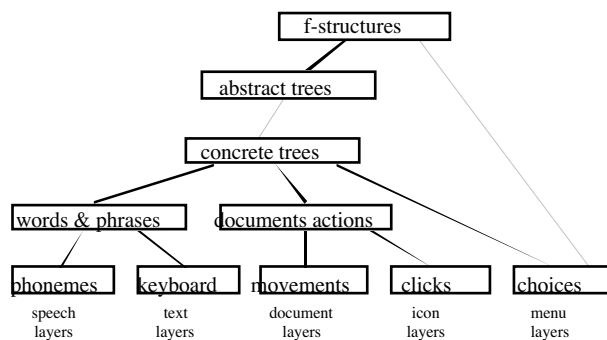 f-structures
abstract trees
concrete trees
words & phrases
documents actions
phonemes
keyboard
movements
clicks
choices
speech
layers
text
layers
document
layers
icon
layers
menu
layers